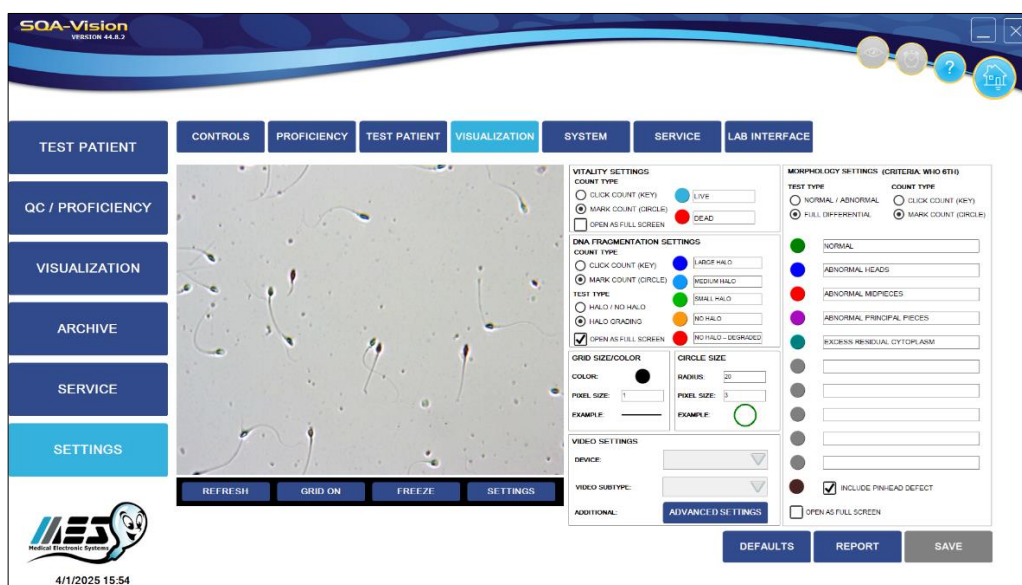 SQA-Vision
VERSION 44.8.2
?
TEST PATIENT
QC / PROFICIENCY
VISUALIZATION
ARCHIVE
SERVICE
SETTINGS
Medical Electronic Systems
4/1/2025 15:54
CONTROLS PROFICIENCY TEST PATIENT VISUALIZATION SYSTEM SERVICE LAB INTERFACE
REFRESH GRID ON FREEZE SETTINGS
VITALITY SETTINGS
COUNT TYPE
CLICK COUNT (KEY) LIVE
MARK COUNT (CIRCLE) DEAD
OPEN AS FULL SCREEN
DNA FRAGMENTATION SETTINGS
COUNT TYPE
CLICK COUNT (KEY) LARGE HALO
MARK COUNT (CIRCLE) MEDIUM HALO
TEST TYPE
SMALL HALO
HALO / NO HALO
HALO GRADING NO HALO
OPEN AS FULL SCREEN NO HALO – DEGRADED
GRID SIZE/COLOR
COLOR:
PIXEL SIZE: 1
EXAMPLE:
CIRCLE SIZE
RADIUS: 20
PIXEL SIZE: 3
EXAMPLE:
VIDEO SETTINGS
DEVICE:
VIDEO SUBTYPE:
ADDITIONAL: ADVANCED SETTINGS
MORPHOLOGY SETTINGS (CRITERIA: WHO 6TH)
TEST TYPE COUNT TYPE
NORMAL / ABNORMAL CLICK COUNT (KEY)
FULL DIFFERENTIAL MARK COUNT (CIRCLE)
NORMAL
ABNORMAL HEADS
ABNORMAL MIDPIECES
ABNORMAL PRINCIPAL PIECES
EXCESS RESIDUAL CYTOPLASM
INCLUDE PINHEAD DEFECT
OPEN AS FULL SCREEN
DEFAULTS REPORT SAVE